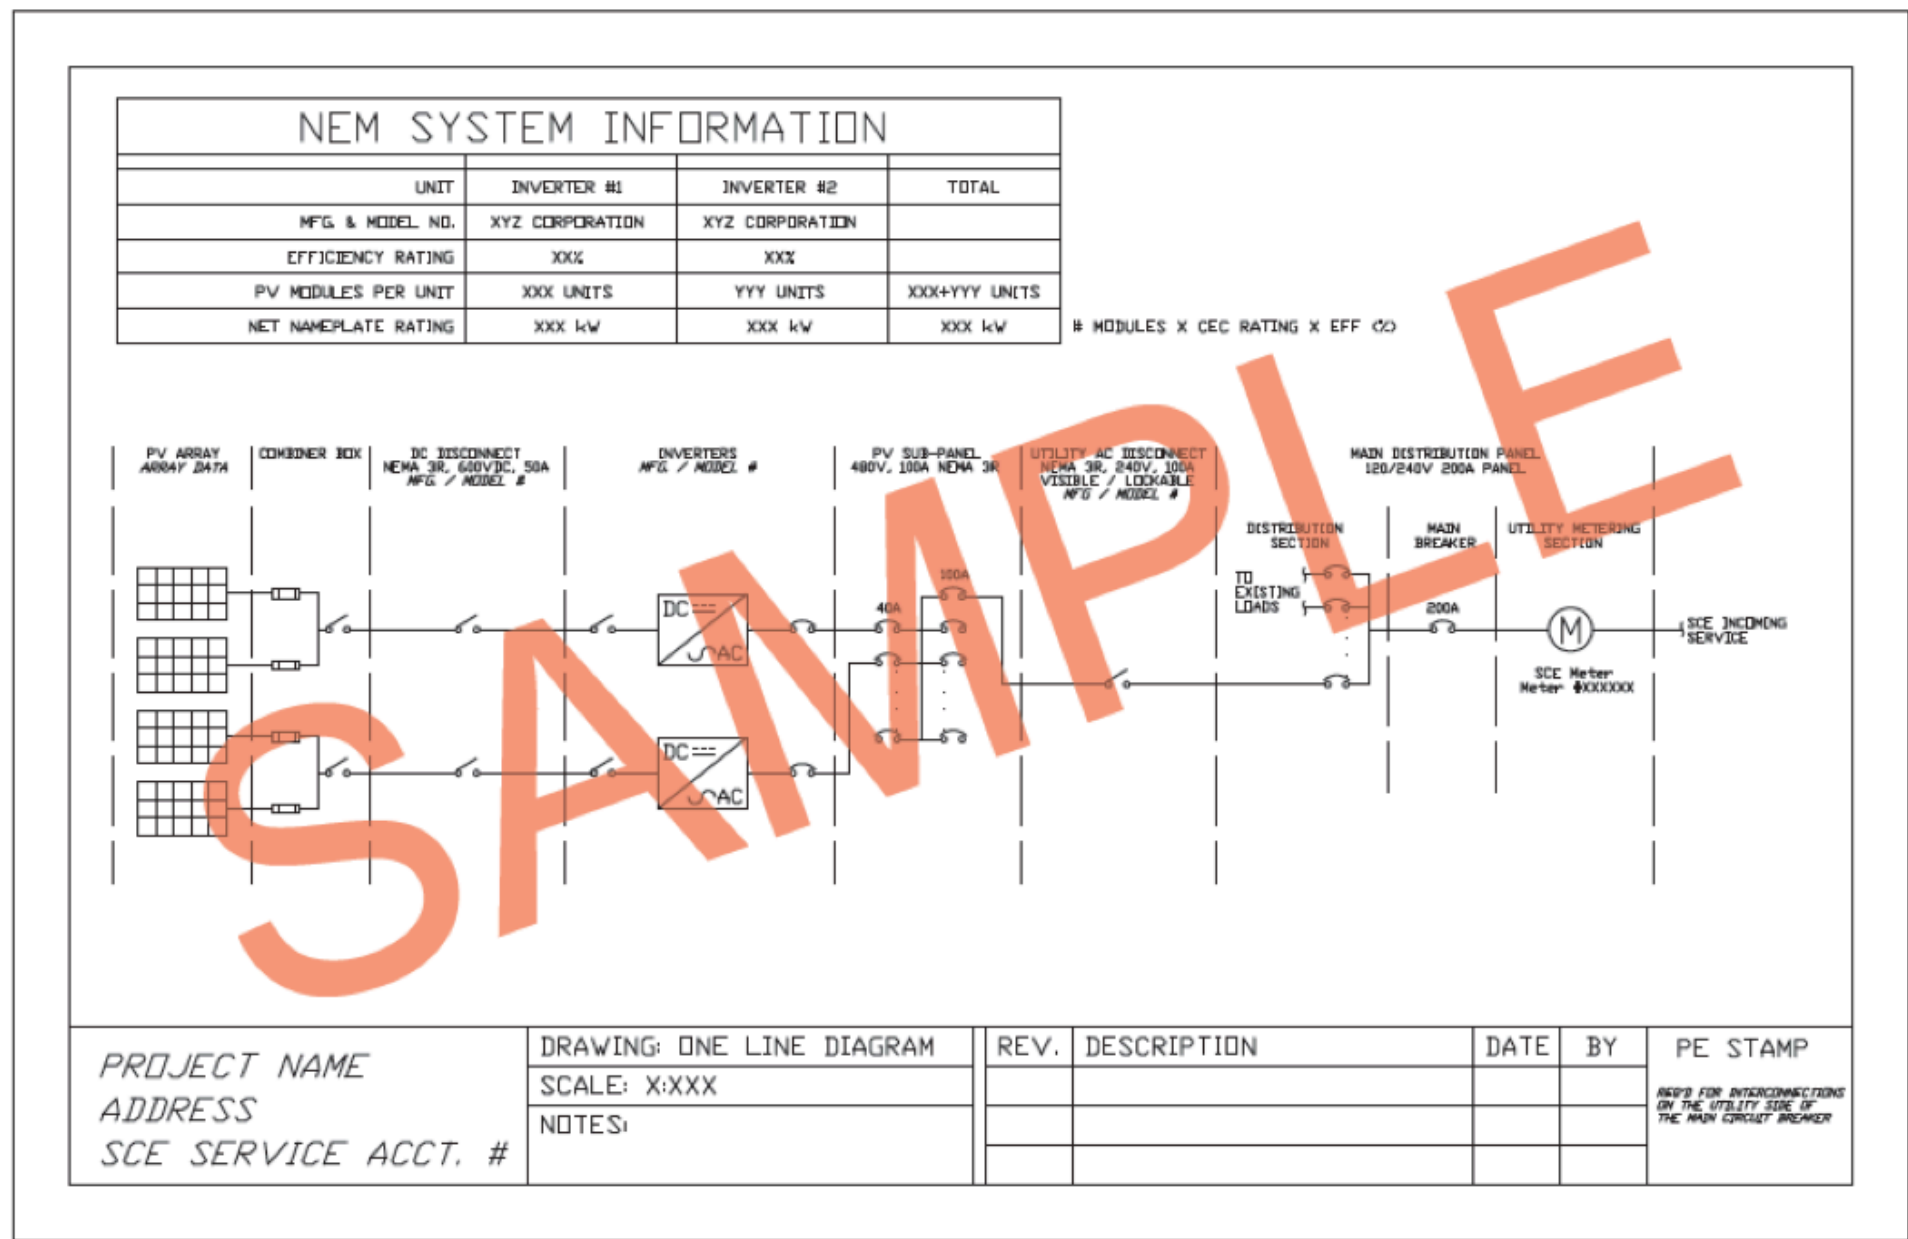 NEM SYSTEM INFORMATION
UNIT INVERTER #1 INVERTER #2 TOTAL
MFG. & MODEL NO. XYZ CORPORATION XYZ CORPORATION
EFFICIENCY RATING XX% XX%
PV MODULES PER UNIT XXX UNITS YYY UNITS XXX+YYY UNITS
NET NAMEPLATE RATING XXX kW XXX kW XXX kW # MODULES X CEC RATING X EFF (%)
SAMPLE
PV ARRAY
ARRAY DATA
COMBINER BOX
DC DISCONNECT
NEMA 3R, 600VDC, 50A
MFG. / MODEL #
INVERTERS
MFG. / MODEL #
PV SUB-PANEL
480V, 100A NEMA 3R
UTILITY AC DISCONNECT
NEMA 3R, 240V, 100A
VISIBLE / LOCKABLE
MFG / MODEL #
MAIN DISTRIBUTION PANEL
120/240V 200A PANEL
DISTRIBUTION
SECTION
MAIN
BREAKER
UTILITY METERING
SECTION
TO
EXISTING
LOADS
100A
40A
200A
DC
AC
DC
AC
M
SCE Meter
Meter #XXXXXX
SCE INCOMING
SERVICE
PROJECT NAME
ADDRESS
SCE SERVICE ACCT. #
DRAWING: ONE LINE DIAGRAM
SCALE: X:XXX
NOTES:
REV. DESCRIPTION DATE BY
PE STAMP
REQ'D FOR INTERCONNECTIONS
ON THE UTILITY SIDE OF
THE MAIN CIRCUIT BREAKER